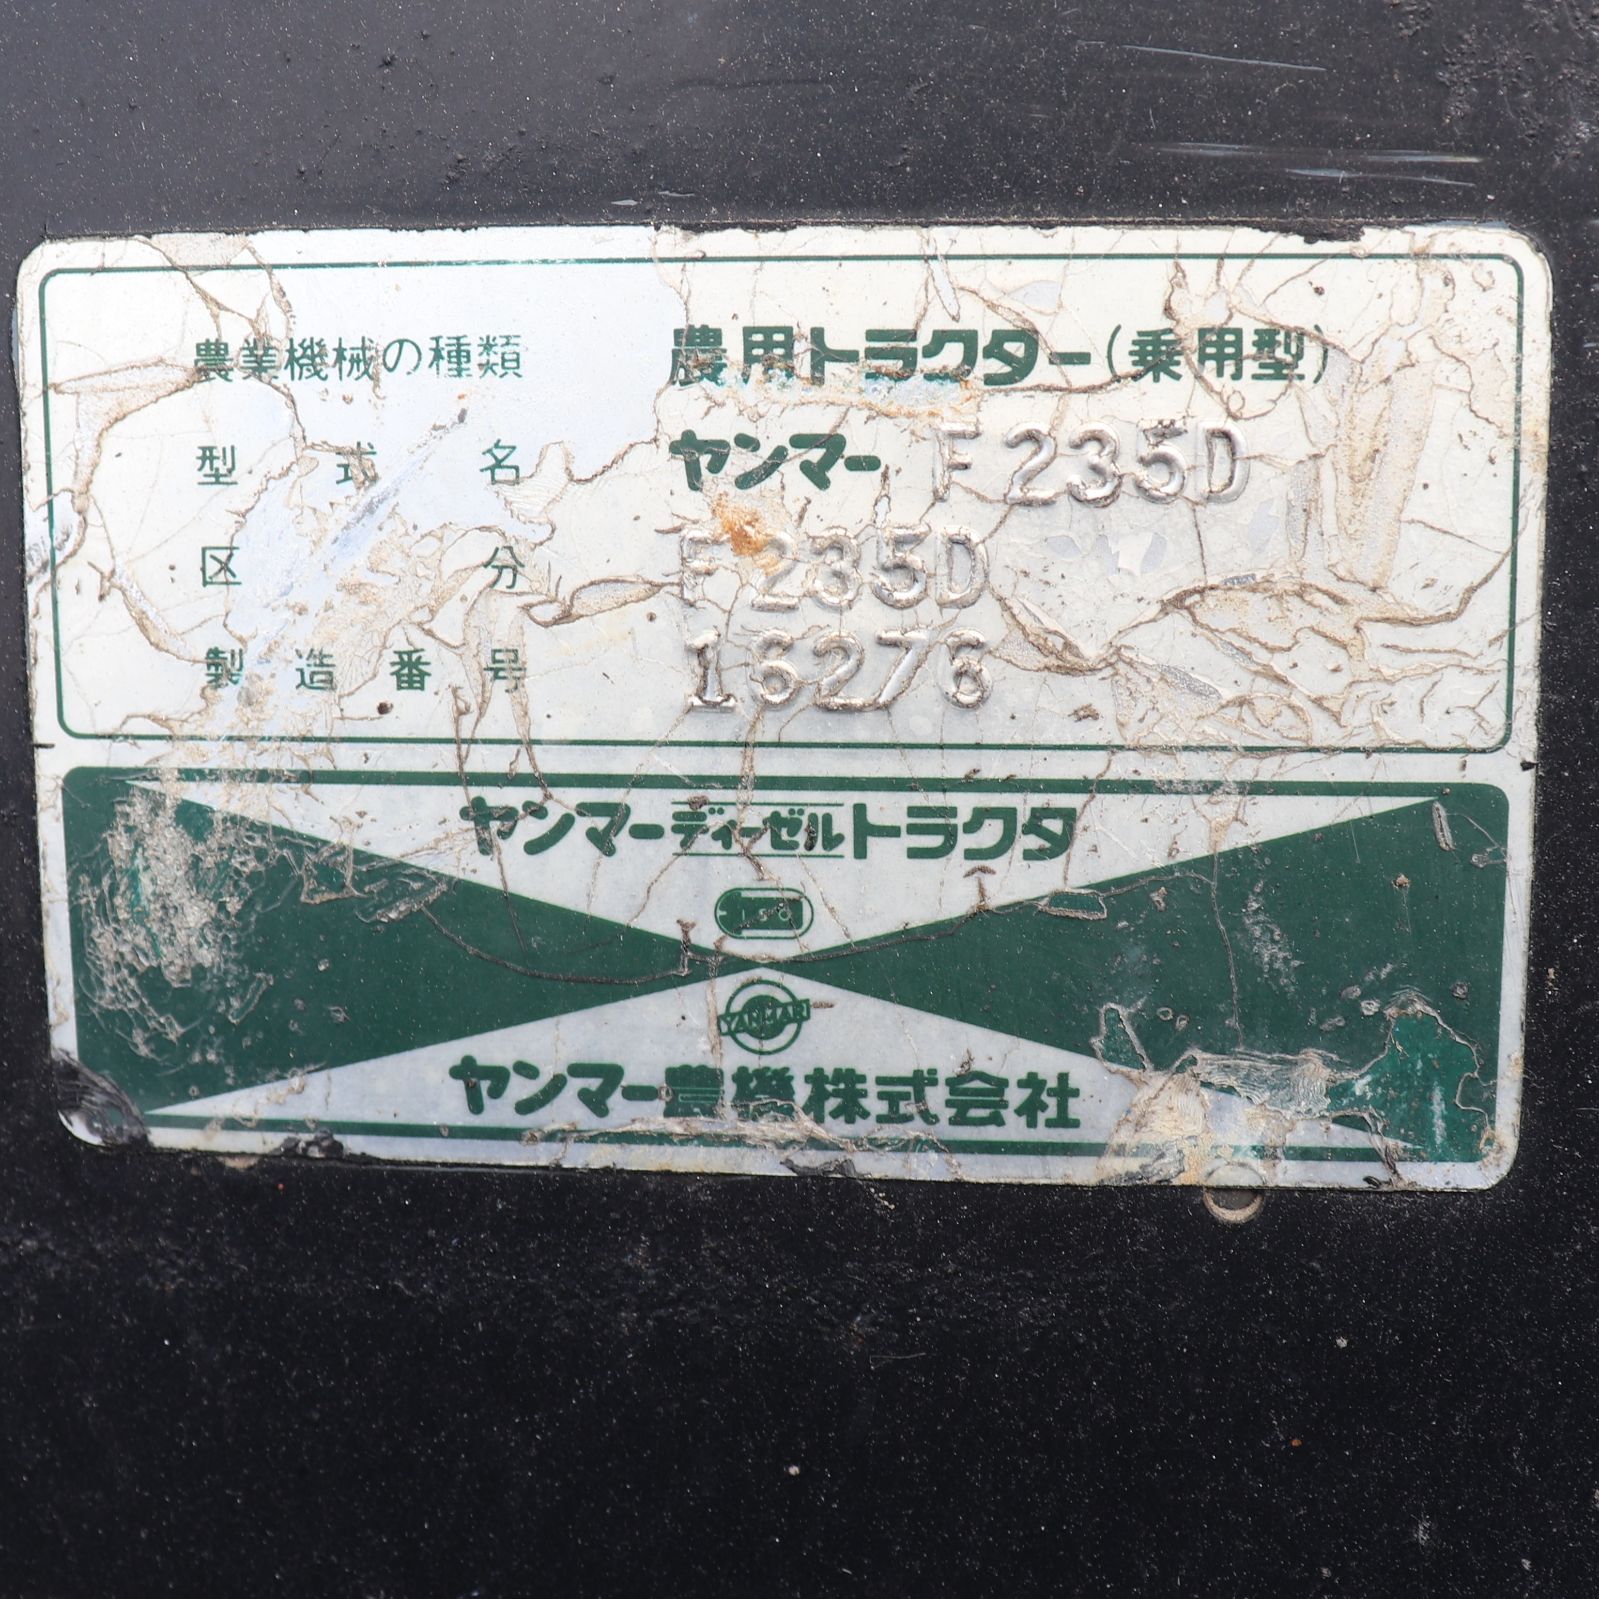 農業機械の種類 農用トラクター(乗用型)
型式名 ヤンマー F235D
区分 F235D
製造番号 16276
ヤンマーディーゼルトラクタ
YANMAR
ヤンマー農機株式会社